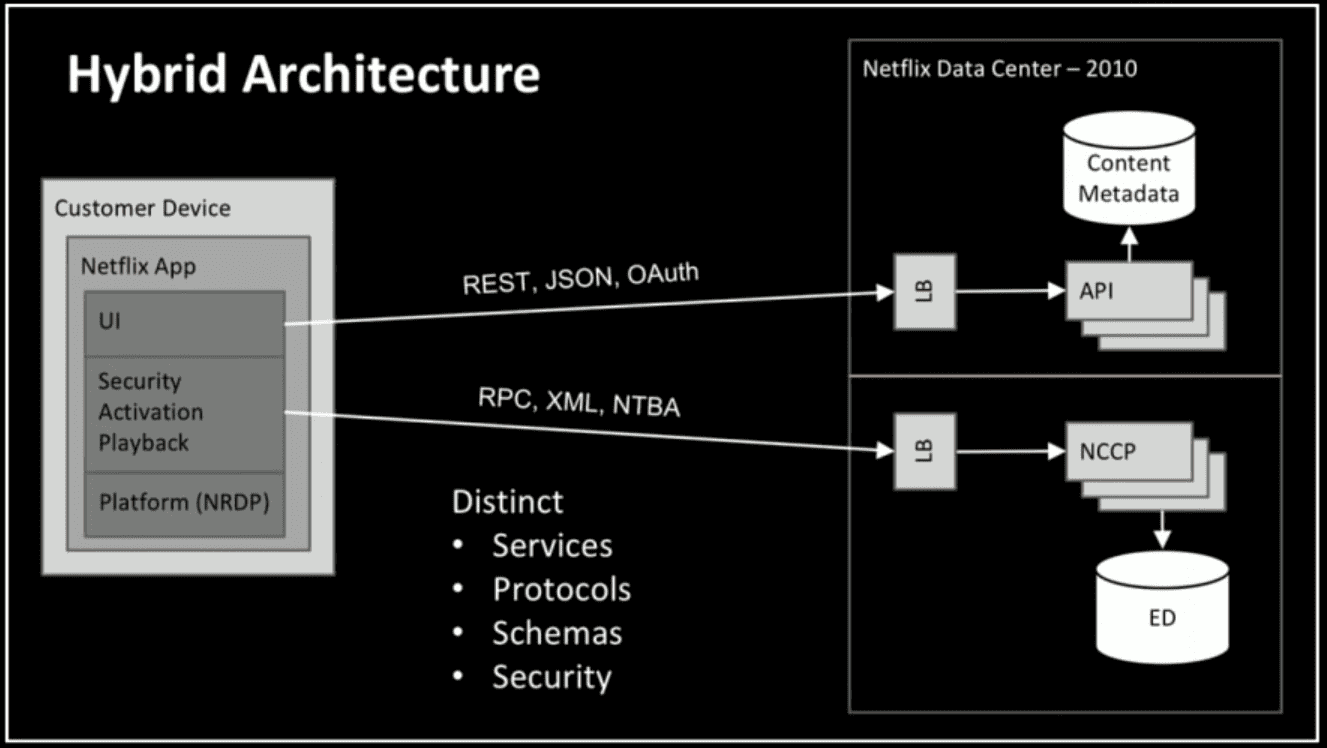 Hybrid Architecture
Netflix Data Center – 2010
Content
Metadata
Customer Device
Netflix App
UI
Security
Activation
Playback
Platform (NRDP)
REST, JSON, OAuth
LB
API
RPC, XML, NTBA
LB
NCCP
ED
Distinct
• Services
• Protocols
• Schemas
• Security